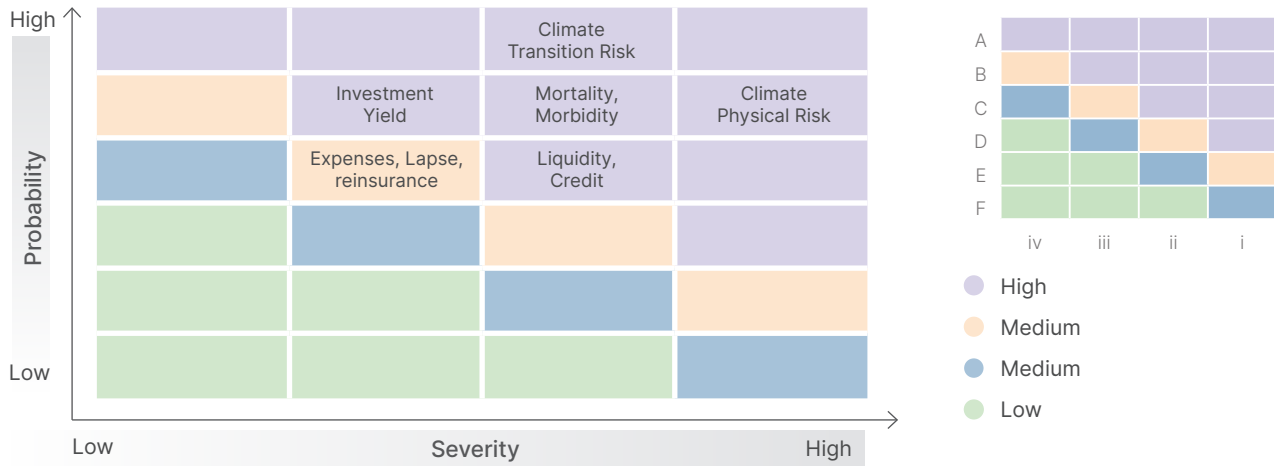 High
Climate
Transition Risk
Investment
Yield
Mortality,
Morbidity
Climate
Physical Risk
Expenses, Lapse,
reinsurance
Liquidity,
Credit
Probability
Low
Low
Severity
High
A
B
C
D
E
F
iv
iii
ii
i
High
Medium
Medium
Low